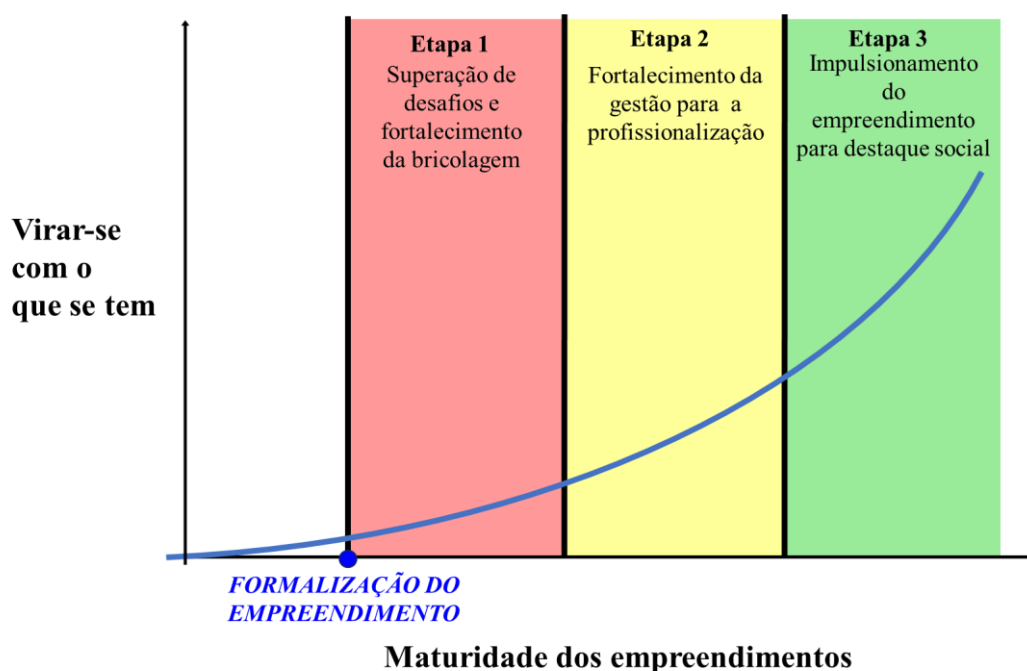 Etapa 1
Superação de
desafios e
fortalecimento
da bricolagem
Etapa 2
Fortalecimento da
gestão para a
profissionalização
Etapa 3
Impulsionamento
do
empreendimento
para destaque social
Virar-se
com o
que se tem
FORMALIZAÇÃO DO
EMPREENDIMENTO
Maturidade dos empreendimentos